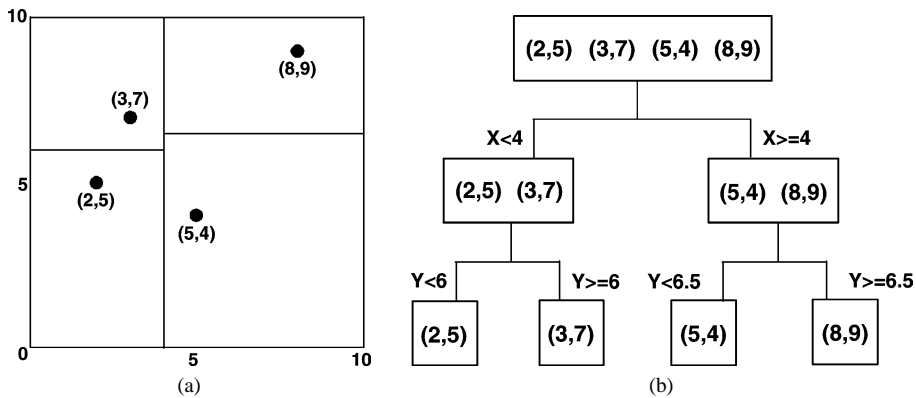 10
(8,9)
(3,7)
5
(2,5)
(5,4)
0
5
10
(a)
(2,5) (3,7) (5,4) (8,9)
X<4
X>=4
(2,5) (3,7)
(5,4) (8,9)
Y<6
Y>=6
Y<6.5
Y>=6.5
(2,5)
(3,7)
(5,4)
(8,9)
(b)